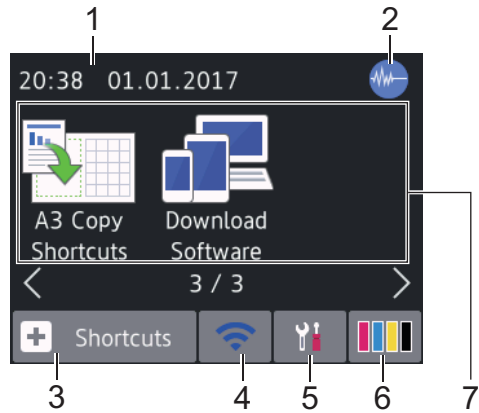 1 2
20:38 01.01.2017
A3 Copy Shortcuts
Download Software
3 / 3
Shortcuts
3 4 5 6 7